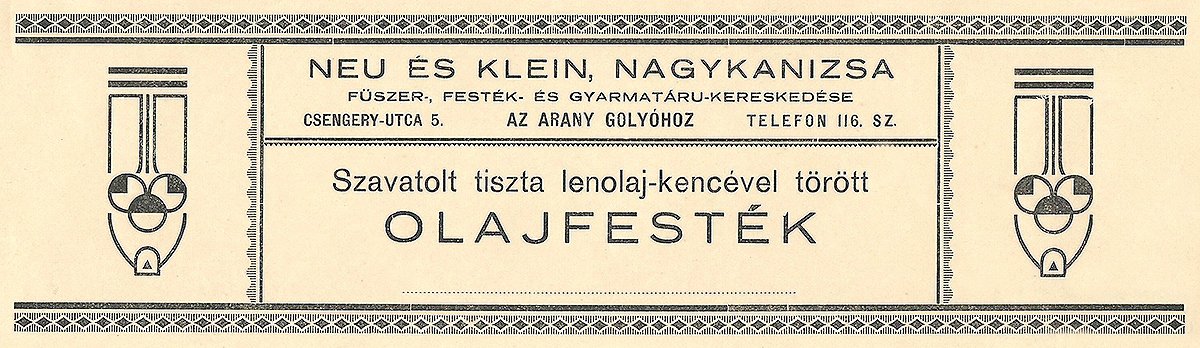 NEU ÉS KLEIN, NAGYKANIZSA
FÜSZER-, FESTÉK- ÉS GYARMATÁRU-KERESKEDÉSE
CSENGERY-UTCA 5. AZ ARANY GOLYÓHOZ TELEFON 116. SZ.
Szavatolt tiszta lenolaj-kencével törött
OLAJFESTÉK